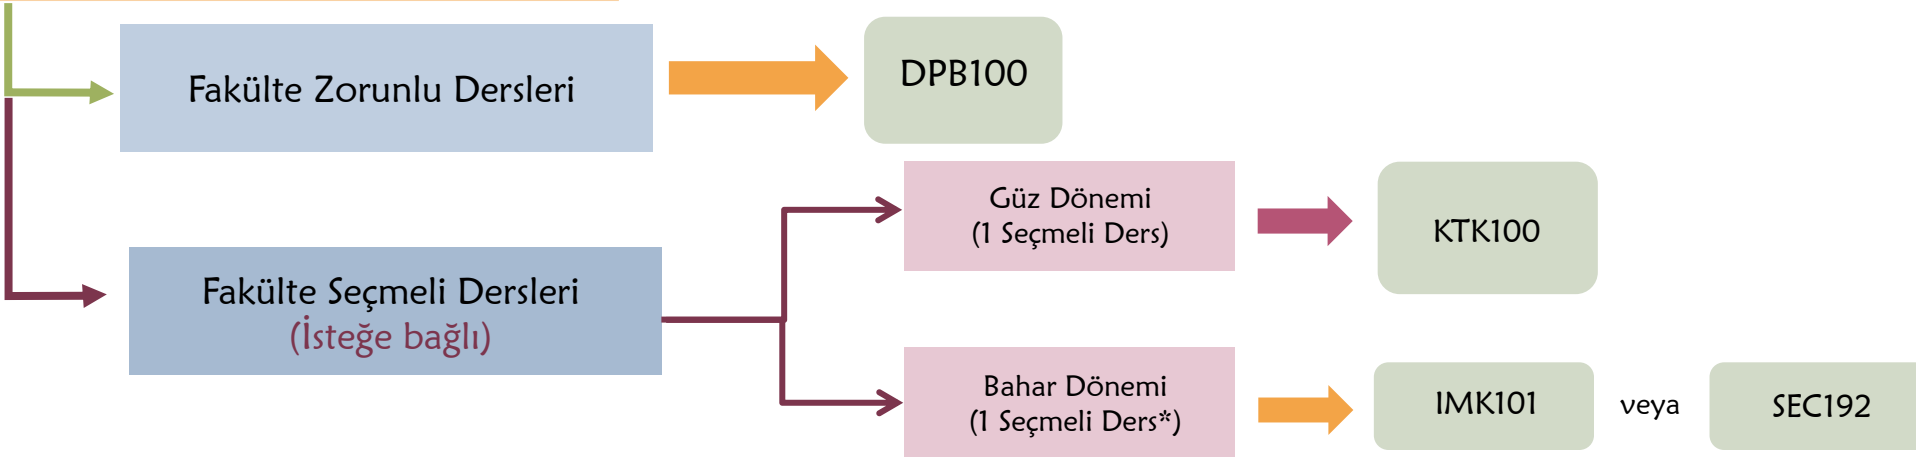 Fakülte Zorunlu Dersleri
DPB100
Fakülte Seçmeli Dersleri
(İsteğe bağlı)
Güz Dönemi
(1 Seçmeli Ders)
KTK100
Bahar Dönemi
(1 Seçmeli Ders*)
IMK101
veya
SEC192